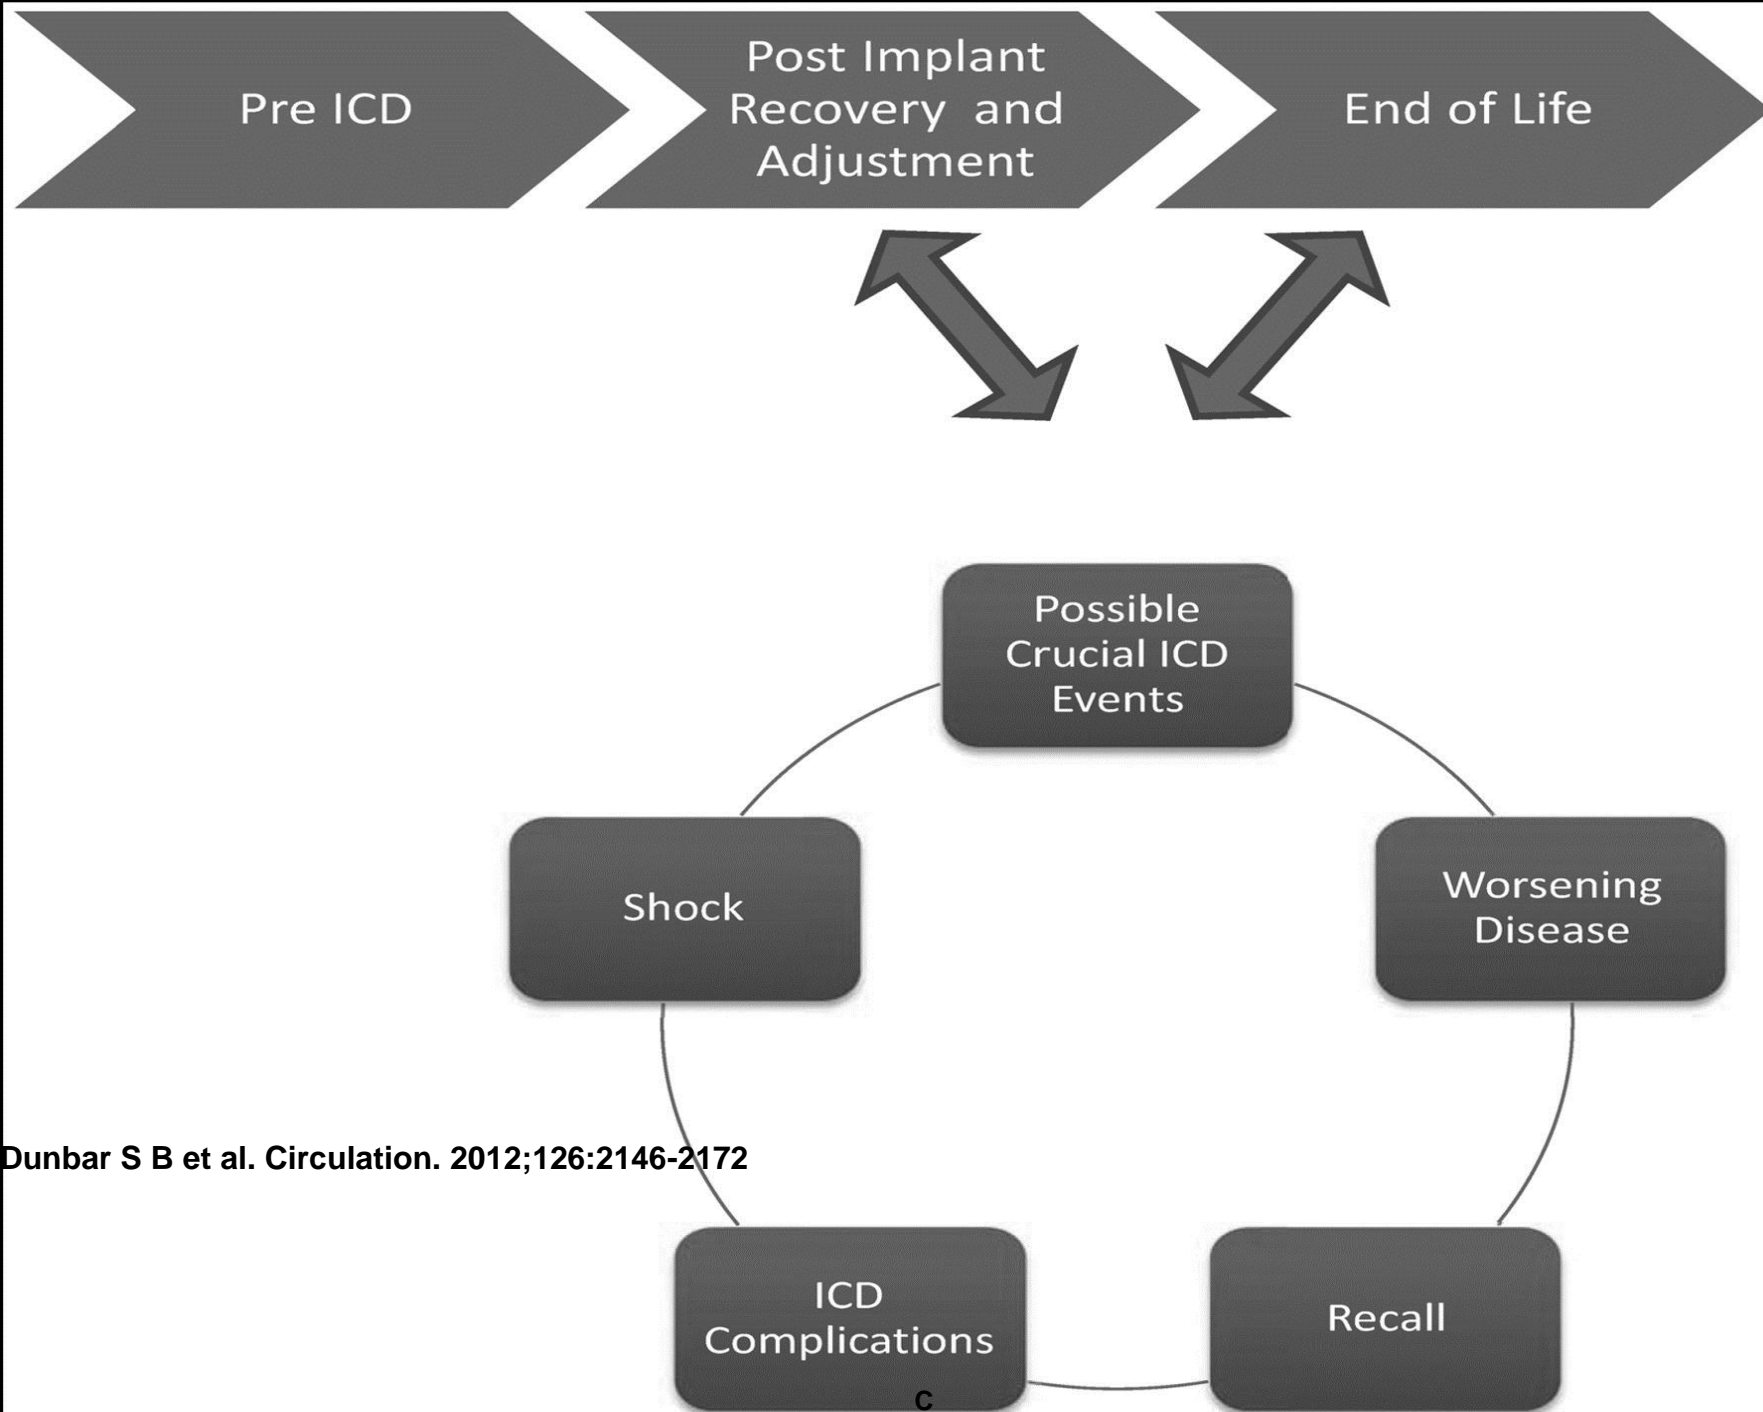 Pre ICD
Post Implant
Recovery and
Adjustment
End of Life
Possible
Crucial ICD
Events
Shock
Worsening
Disease
Dunbar S B et al. Circulation. 2012;126:2146-2172
ICD
Complications
Recall
C